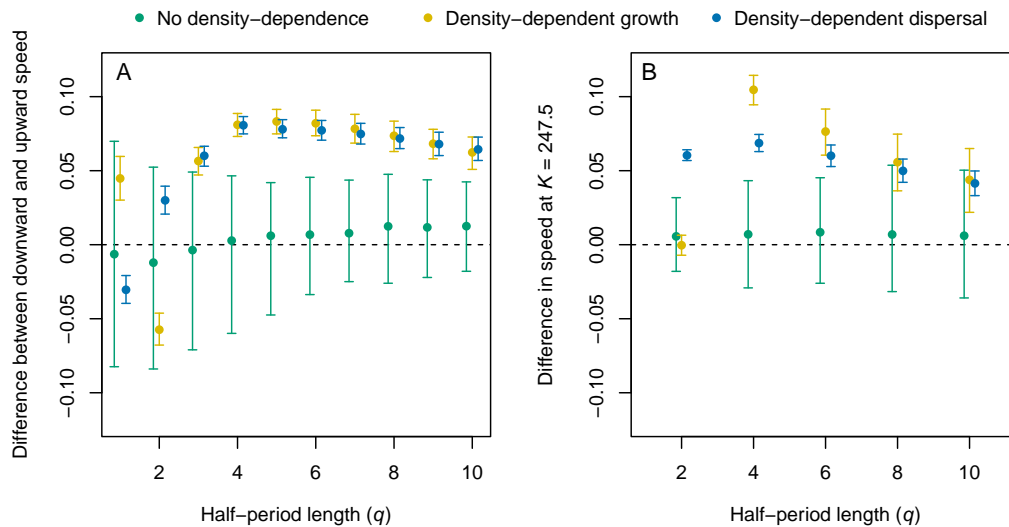 No density−dependence
Density−dependent growth
Density−dependent dispersal
A
Difference between downward and upward speed
0.10
0.05
0.00
−0.05
−0.10
2
4
6
8
10
Half−period length (q)
B
Difference in speed at K = 247.5
0.10
0.05
0.00
−0.05
−0.10
2
4
6
8
10
Half−period length (q)